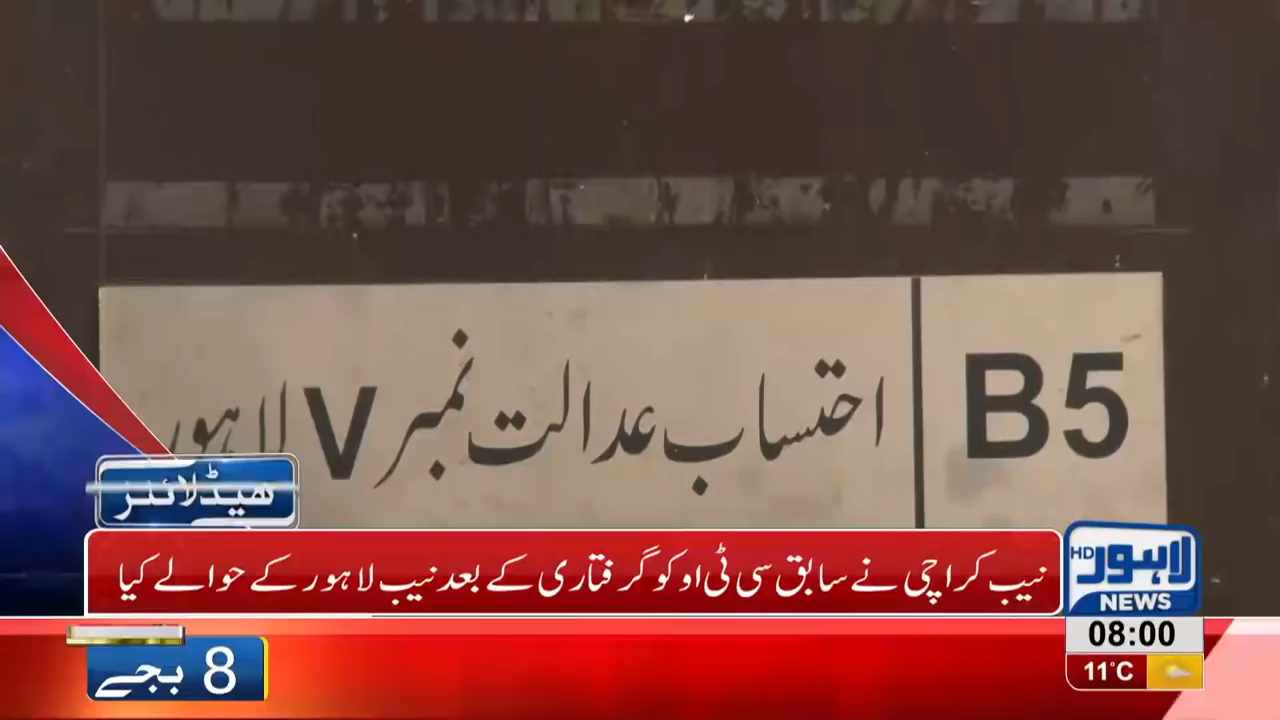 B5
احتساب عدالت نمبر V لاہور
ہیڈلائنز
نیب کراچی نے سابق سی ٹی او کو گرفتاری کے بعد نیب لاہور کے حوالے کیا
لاہور HD
NEWS
08:00
11°C
8 بجے